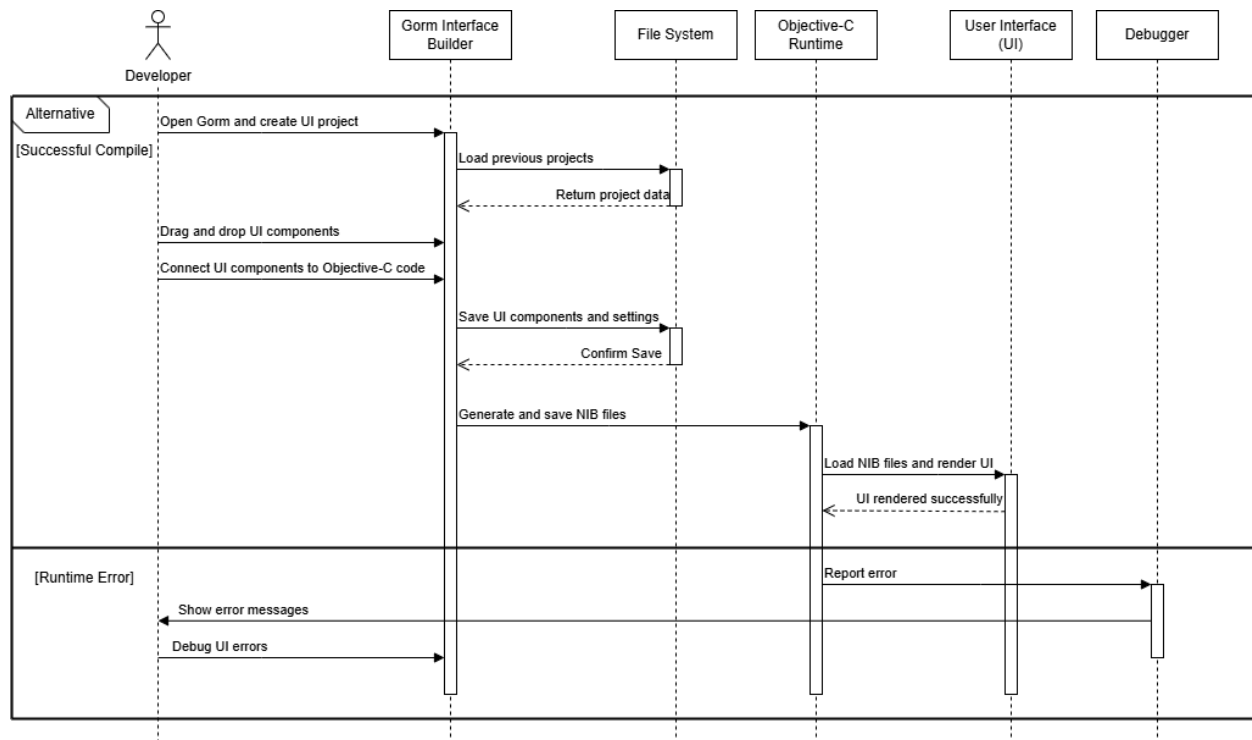 Developer
Gorm Interface
Builder
File System
Objective-C
Runtime
User Interface
(UI)
Debugger
Alternative
[Successful Compile]
Open Gorm and create UI project
Load previous projects
Return project data
Drag and drop UI components
Connect UI components to Objective-C code
Save UI components and settings
Confirm Save
Generate and save NIB files
Load NIB files and render UI
UI rendered successfully
[Runtime Error]
Report error
Show error messages
Debug UI errors